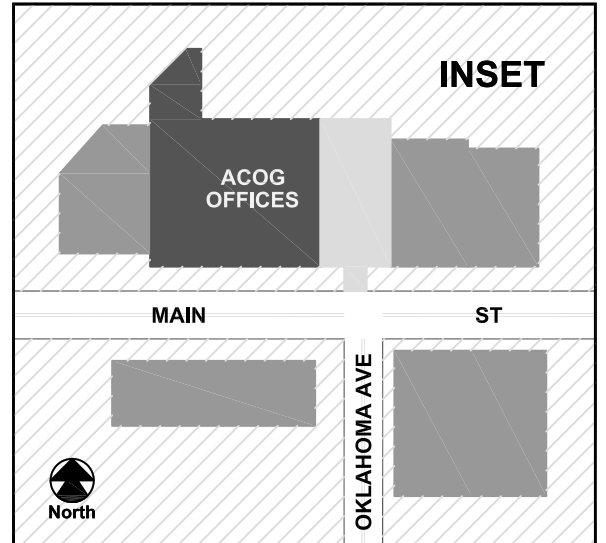 INSET
ACOG
OFFICES
MAIN ST
OKLAHOMA AVE
North